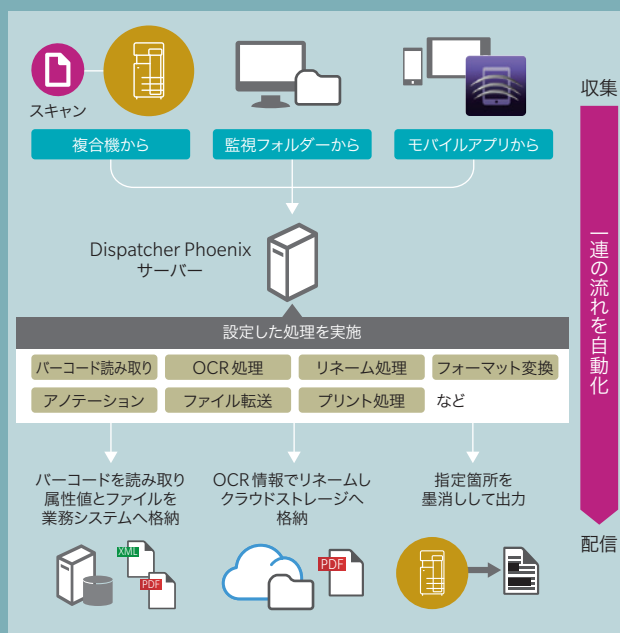 スキャン
収集
複合機から
監視フォルダーから
モバイルアプリから
Dispatcher Phoenix
サーバー
一連の流れを自動化
設定した処理を実施
バーコード読み取り
OCR処理
リネーム処理
フォーマット変換
アノテーション
ファイル転送
プリント処理
など
バーコードを読み取り
属性値とファイルを
業務システムへ格納
OCR情報でリネームし
クラウドストレージへ
格納
指定箇所を
墨消しして出力
配信
XML
PDF
PDF